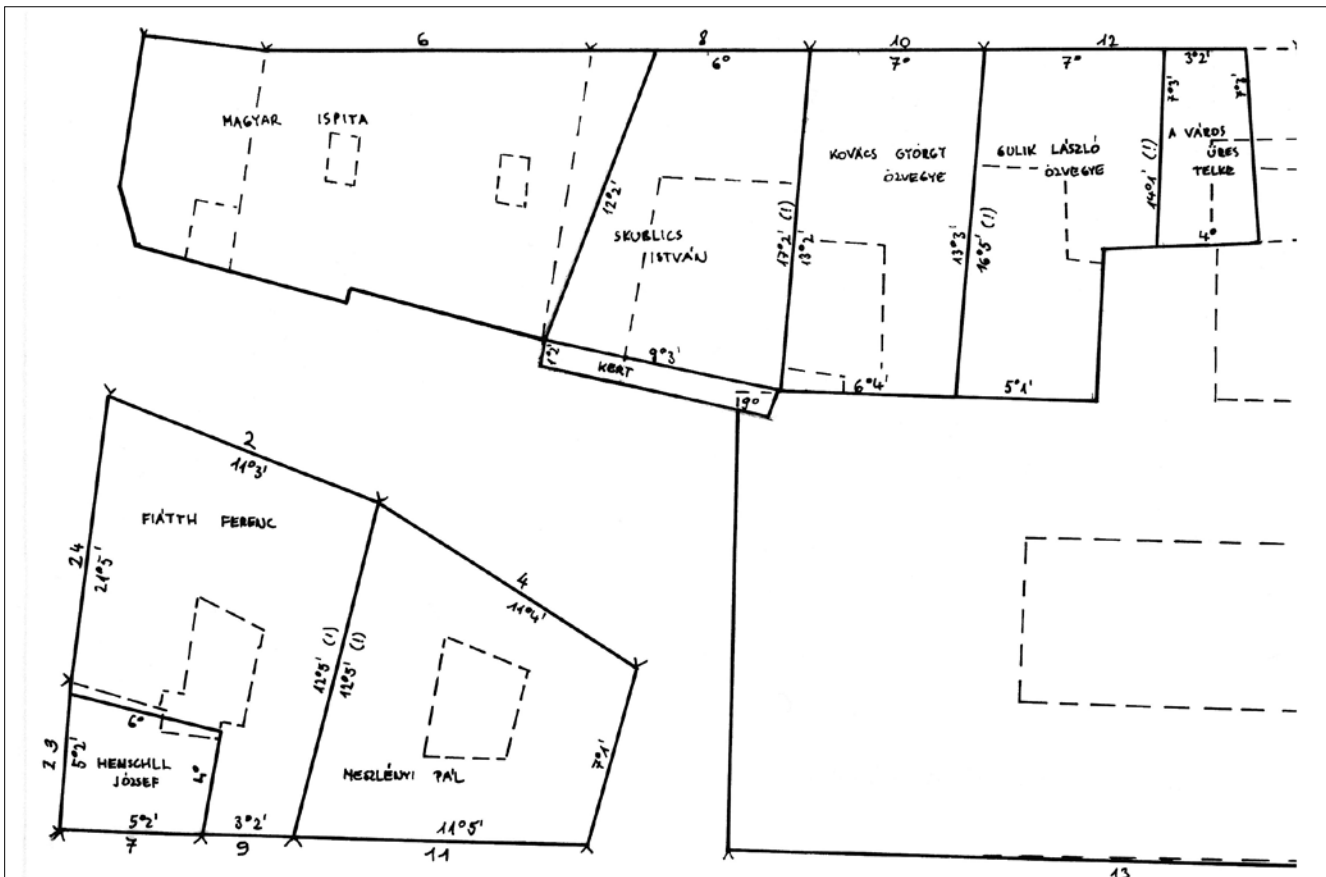 6
8
10
12
6°
7°
7°
3°2'
7°3'
7°3'
MAGYAR ISPITA
12°2'
SKUBLICS
ISTVÁN
17°2' (!)
13°2'
KOVÁCS GYÖRGY
ÖZVEGYE
13°3'
16°5' (!)
GULIK LÁSZLÓ
ÖZVEGYE
14°1' (!)
A VÁROS
ÜRES
TELKE
4°
1°2'
9°3'
KERT
9°
6°4'
5°1'
2
11°3'
FIÁTTH FERENC
24
21°5'
4
11°4'
12°5' (!)
12°5' (!)
7°1'
6°
23
5°2'
HENSCHLL
JÓZSEF
4°
MESZLÉNYI PÁL
5°2'
7
3°2'
9
11°5'
11
13